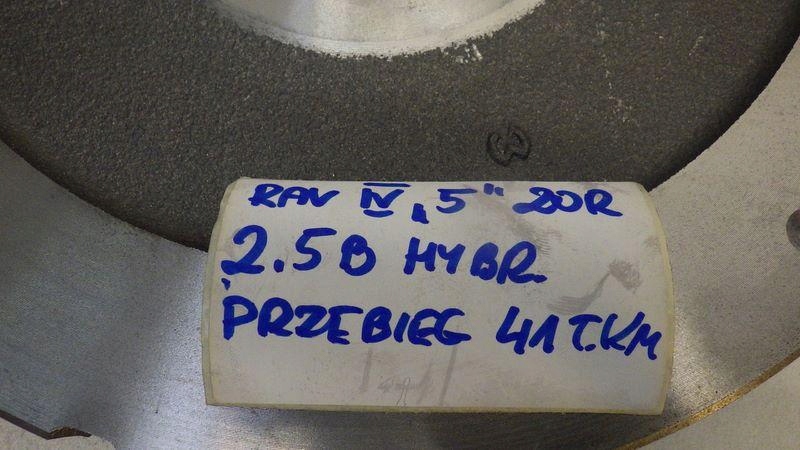 RAV IV „5" 20R
2.5B HYBR.
PRZEBIEG 41T.KM